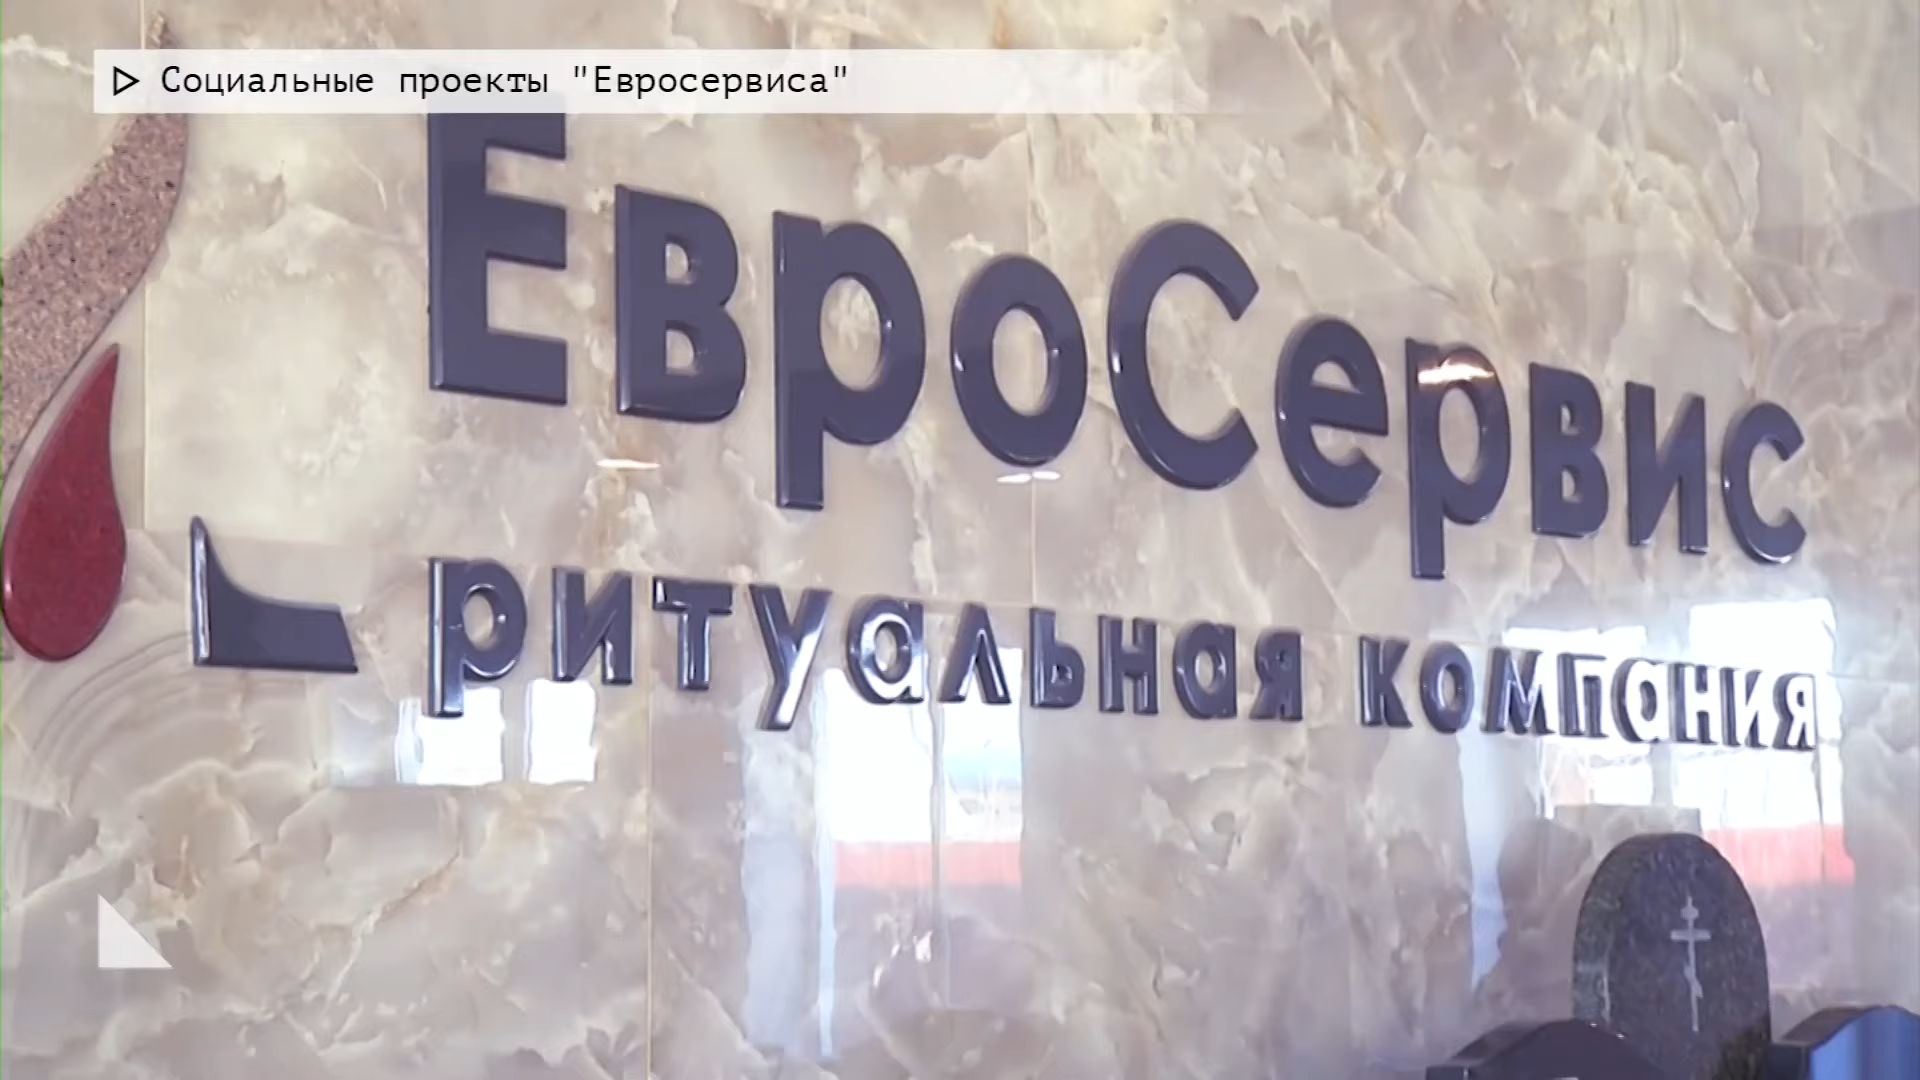 Социальные проекты "Евросервиса"
ЕвроСервис
ритуальная компания